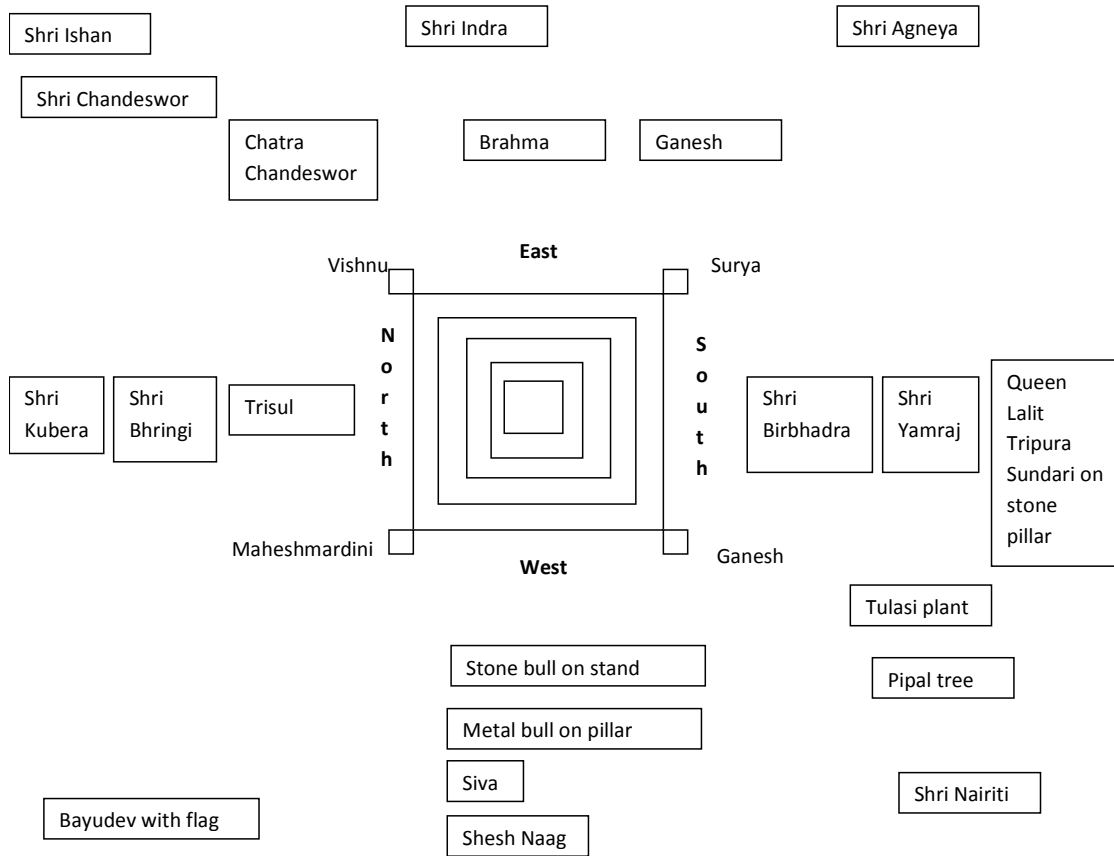 Shri Ishan
Shri Indra
Shri Agneya
Shri Chandeswor
Chatra
Chandeswor
Brahma
Ganesh
East
Vishnu
Surya
North
South
Shri
Kubera
Shri
Bhringi
Trisul
Shri
Birbhadra
Shri
Yamraj
Queen
Lalit
Tripura
Sundari on
stone
pillar
Maheshmardini
West
Ganesh
Tulasi plant
Stone bull on stand
Pipal tree
Metal bull on pillar
Siva
Shri Nairiti
Bayudev with flag
Shesh Naag